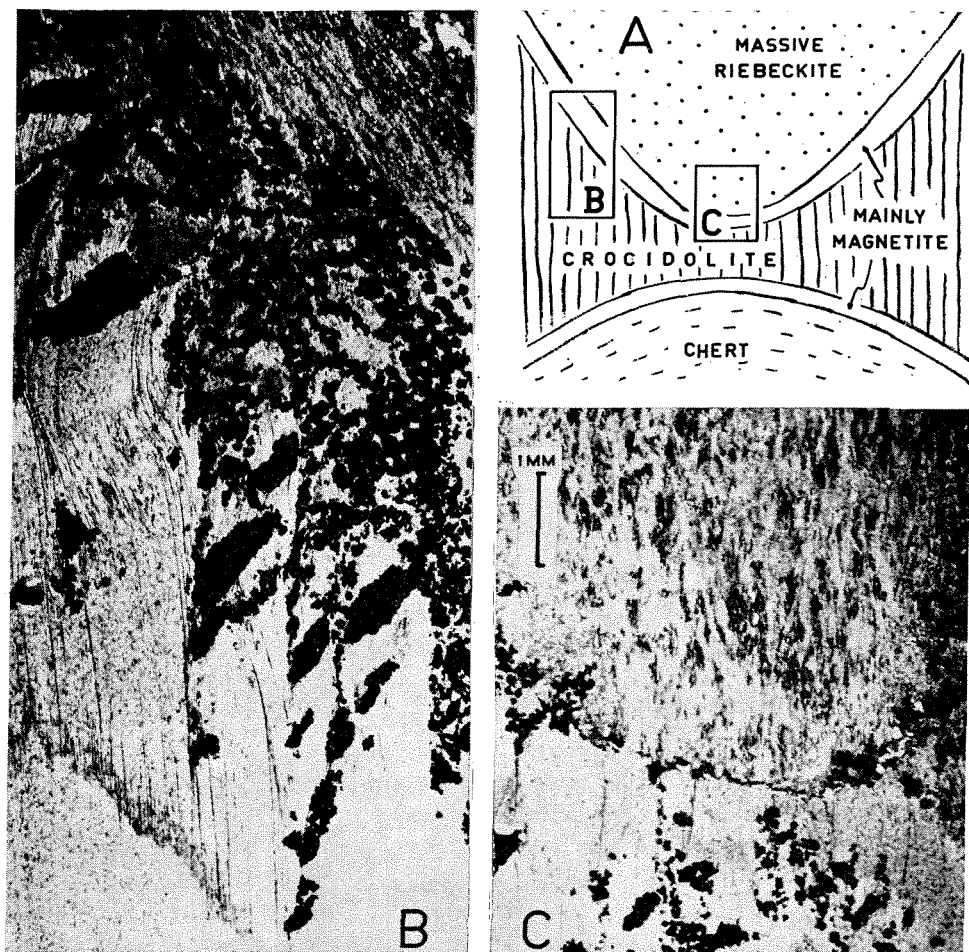 A
MASSIVE
RIEBECKITE
B
C
MAINLY
MAGNETITE
CROCIDOLITE
CHERT
1MM
B
C